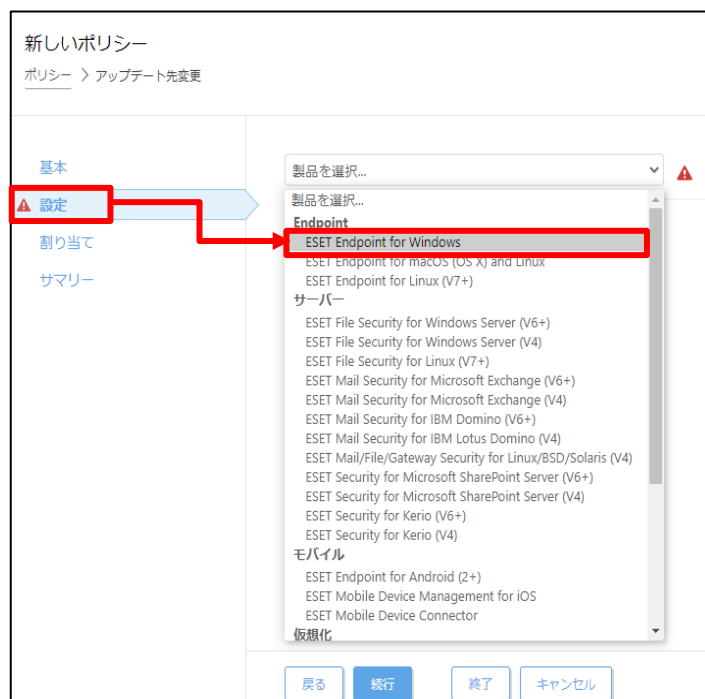 新しいポリシー
ポリシー 〉 アップデート先変更
基本
設定
割り当て
サマリー
製品を選択...
製品を選択...
Endpoint
ESET Endpoint for Windows
ESET Endpoint for macOS (OS X) and Linux
ESET Endpoint for Linux (V7+)
サーバー
ESET File Security for Windows Server (V6+)
ESET File Security for Windows Server (V4)
ESET File Security for Linux (V7+)
ESET Mail Security for Microsoft Exchange (V6+)
ESET Mail Security for Microsoft Exchange (V4)
ESET Mail Security for IBM Domino (V6+)
ESET Mail Security for IBM Lotus Domino (V4)
ESET Mail/File/Gateway Security for Linux/BSD/Solaris (V4)
ESET Security for Microsoft SharePoint Server (V6+)
ESET Security for Microsoft SharePoint Server (V4)
ESET Security for Kerio (V6+)
ESET Security for Kerio (V4)
モバイル
ESET Endpoint for Android (2+)
ESET Mobile Device Management for iOS
ESET Mobile Device Connector
仮想化
戻る 続行 終了 キャンセル